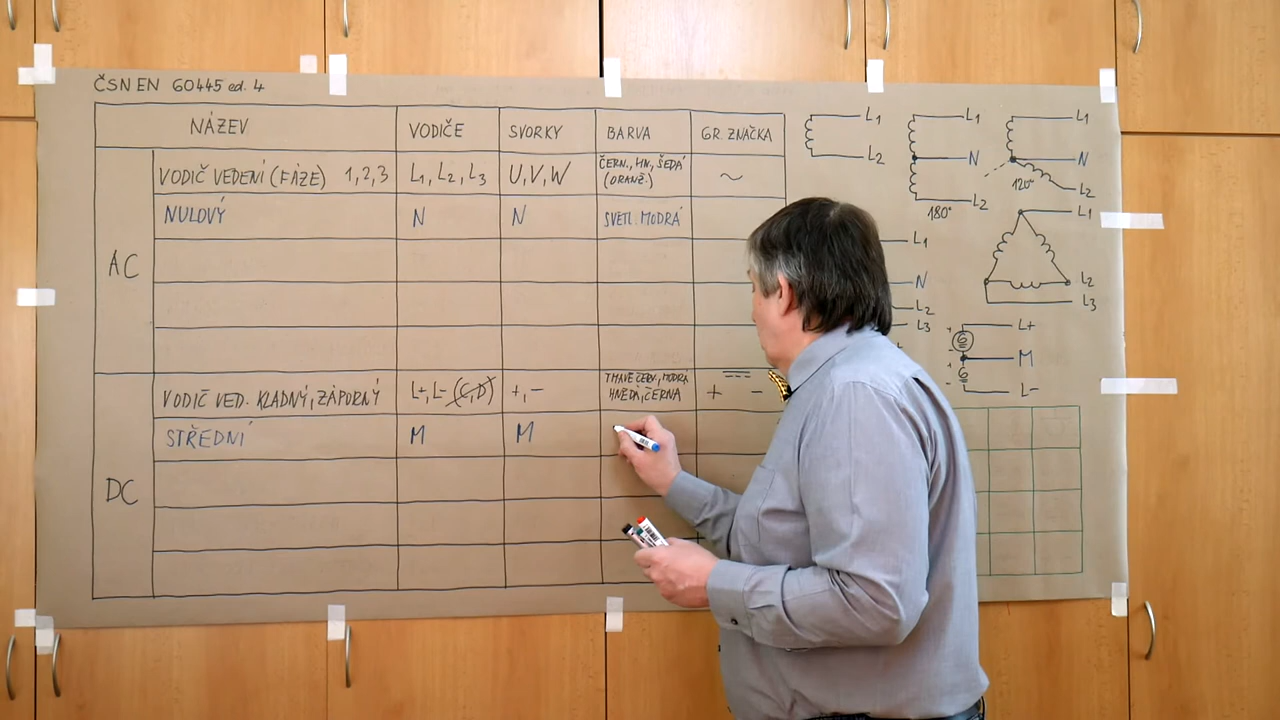 ČSN EN 60445 ed. 4
NÁZEV VODIČE SVORKY BARVA GR. ZNAČKA
VODIČ VEDENÍ (FÁZE) 1,2,3 L1, L2, L3 U, V, W ČERN., HN., ŠEDÁ (ORANŽ.) ~
NULOVÝ N N SVĚTL. MODRÁ
AC
VODIČ VED. KLADNÝ, ZÁPORNÝ L+, L- (C, D) +, - TMAVĚ ČERV., MODRÁ
HNĚDÁ, ČERNÁ + -
STŘEDNÍ M M
DC
L1
L2
L1
N
L2
180°
L1
N
L2
120°
L1
L2
L3
L1
N
L2
L3
L+
M
L-
+ G -
+ G -